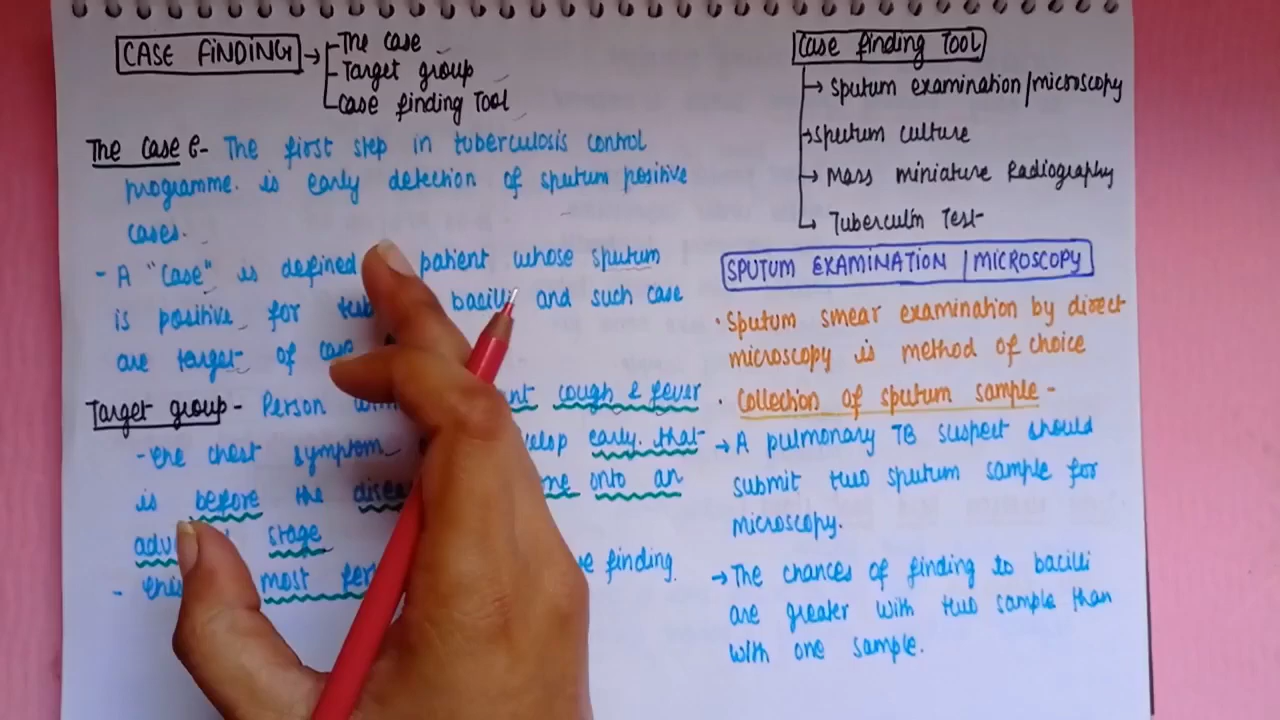 CASE FINDING → The case
Target group
Case finding Tool
The case :- The first step in tuberculosis control
programme. is early detection of sputum positive
cases.
- A "case" is defined patient whose sputum
is positive for bacilli and such case
are target of case
Target group - Person cough & fever
- the chest symptom early. that
is before the onto an
stage
- most finding.
Case finding Tool
→ Sputum examination/microscopy
→ Sputum culture
→ Mass miniature Radiography
→ Tuberculin Test
SPUTUM EXAMINATION / MICROSCOPY
• Sputum smear examination by direct
microscopy is method of choice
• Collection of sputum sample -
→ A pulmonary TB suspect should
submit two sputum sample for
microscopy.
→ The chances of finding to bacilli
are greater with two sample than
with one sample.